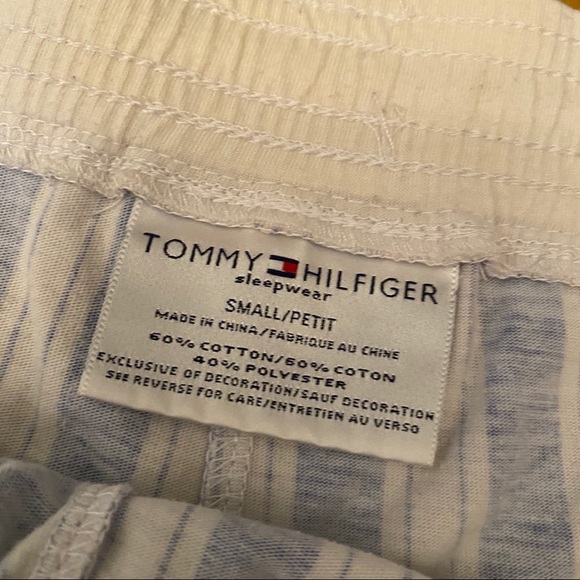 TOMMY HILFIGER
sleepwear
SMALL/PETIT
MADE IN CHINA/FABRIQUE AU CHINE
60% COTTON/60% COTON
40% POLYESTER
EXCLUSIVE OF DECORATION/SAUF DECORATION
SEE REVERSE FOR CARE/ENTRETIEN AU VERSO